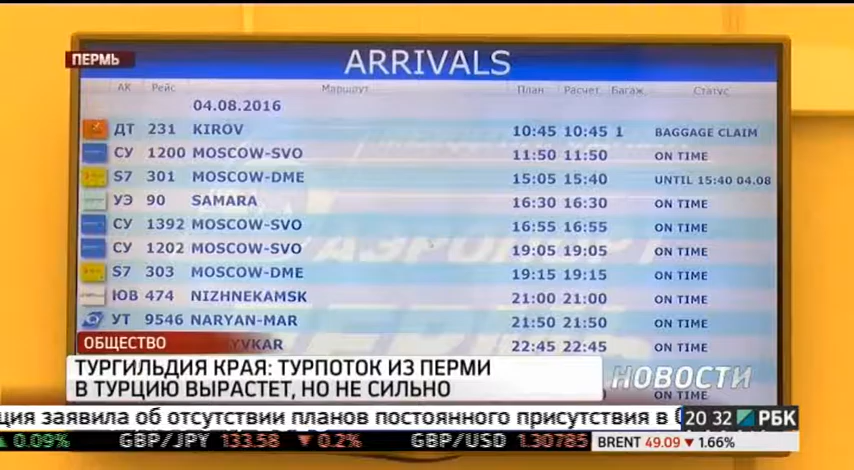 ПЕРМЬ
ARRIVALS
АК Рейс Маршрут План Расчет Багаж Статус
04.08.2016
ДТ 231 KIROV 10:45 10:45 1 BAGGAGE CLAIM
СУ 1200 MOSCOW-SVO 11:50 11:50 ON TIME
S7 301 MOSCOW-DME 15:05 15:40 UNTIL 15:40 04.08
УЭ 90 SAMARA 16:30 16:30 ON TIME
СУ 1392 MOSCOW-SVO 16:55 16:55 ON TIME
СУ 1202 MOSCOW-SVO 19:05 19:05 ON TIME
S7 303 MOSCOW-DME 19:15 19:15 ON TIME
ЮВ 474 NIZHNEKAMSK 21:00 21:00 ON TIME
УТ 9546 NARYAN-MAR 21:50 21:50 ON TIME
YVKAR 22:45 22:45 ON TIME
ON TIME
ОБЩЕСТВО
ТУРГИЛЬДИЯ КРАЯ: ТУРПОТОК ИЗ ПЕРМИ
В ТУРЦИЮ ВЫРАСТЕТ, НО НЕ СИЛЬНО
НОВОСТИ
ция заявила об отсутствии планов постоянного присутствия в 20 32 РБК
0.09% GBP/JPY 133.58 ▼ 0.2% GBP/USD 1.30785 BRENT 49.09 ▼ 1.66%